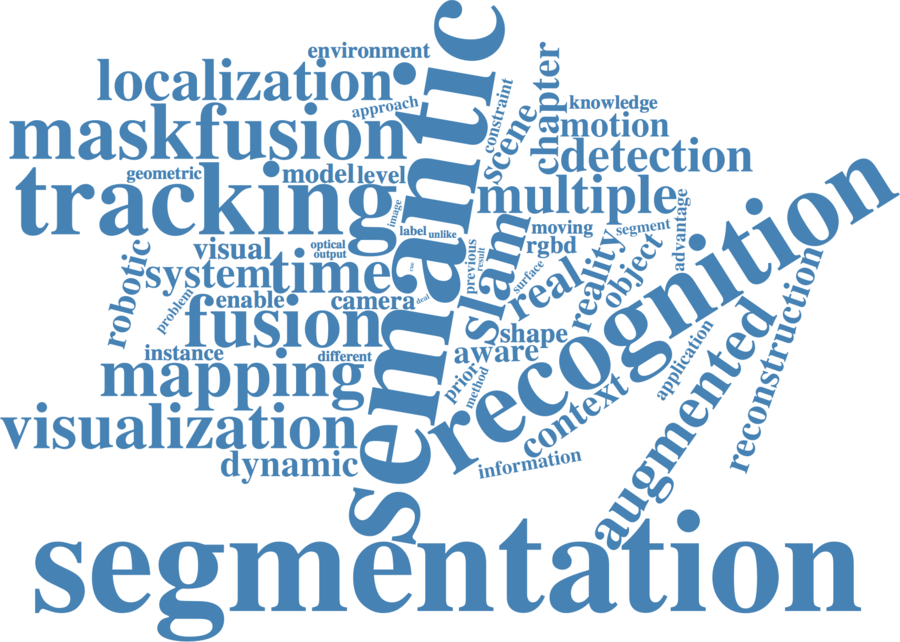 semantic
environment
localization
approach
constraint
scene
chapter
knowledge
maskfusion
motion
detection
geometric
model
level
tracking
image
multiple
label
unlike
moving
segment
advantage
recognition
visual
optical
output
robotic
system
time
cue
previous
result
slam
surface
rgbd
real
reality
object
problem
enable
camera
deal
fusion
shape
instance
different
aware
mapping
prior
method
application
augmented
reconstruction
visualization
context
dynamic
information
segmentation